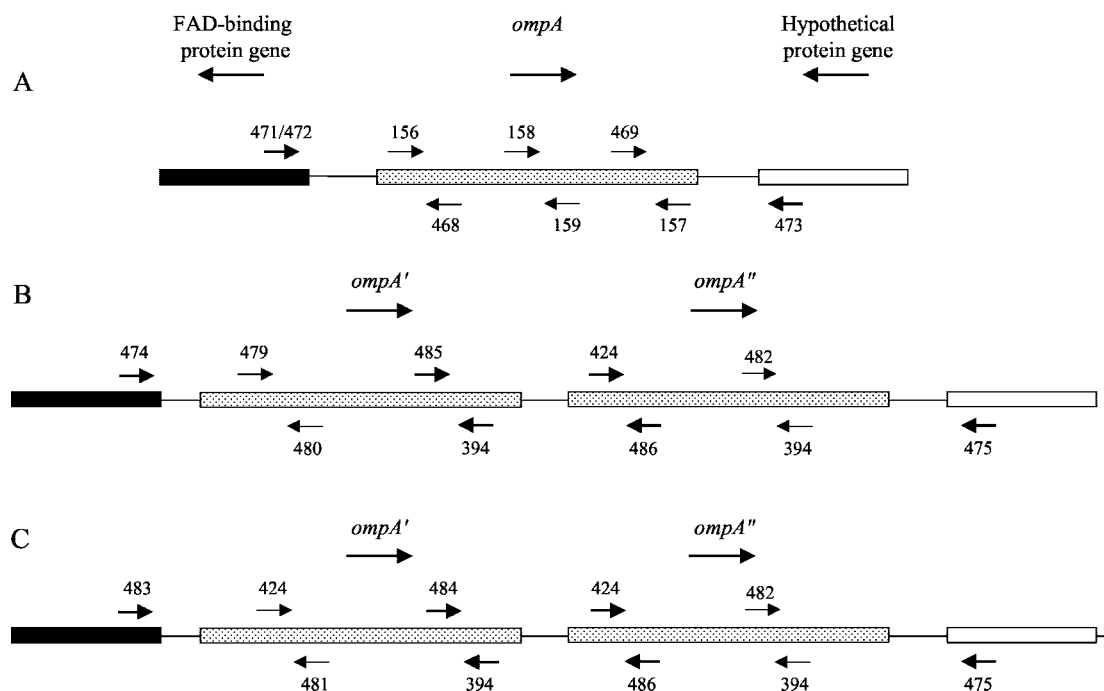 FAD-binding
protein gene
ompA
Hypothetical
protein gene
A
471/472
156
158
469
468
159
157
473
B
ompA'
ompA"
474
479
485
424
482
480
394
486
394
475
C
ompA'
ompA"
483
424
484
424
482
481
394
486
394
475